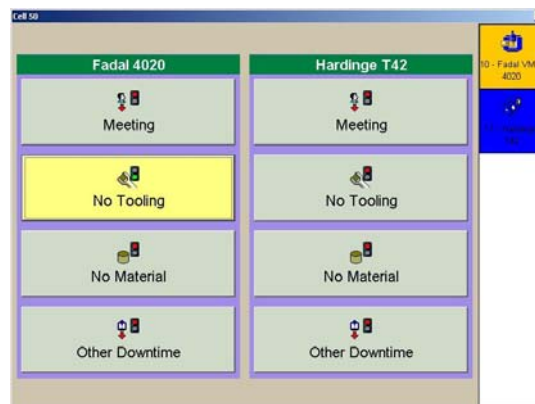 Cell 50
Fadal 4020
Hardinge T42
Meeting
Meeting
No Tooling
No Tooling
No Material
No Material
Other Downtime
Other Downtime
10 - Fadal VM
4020